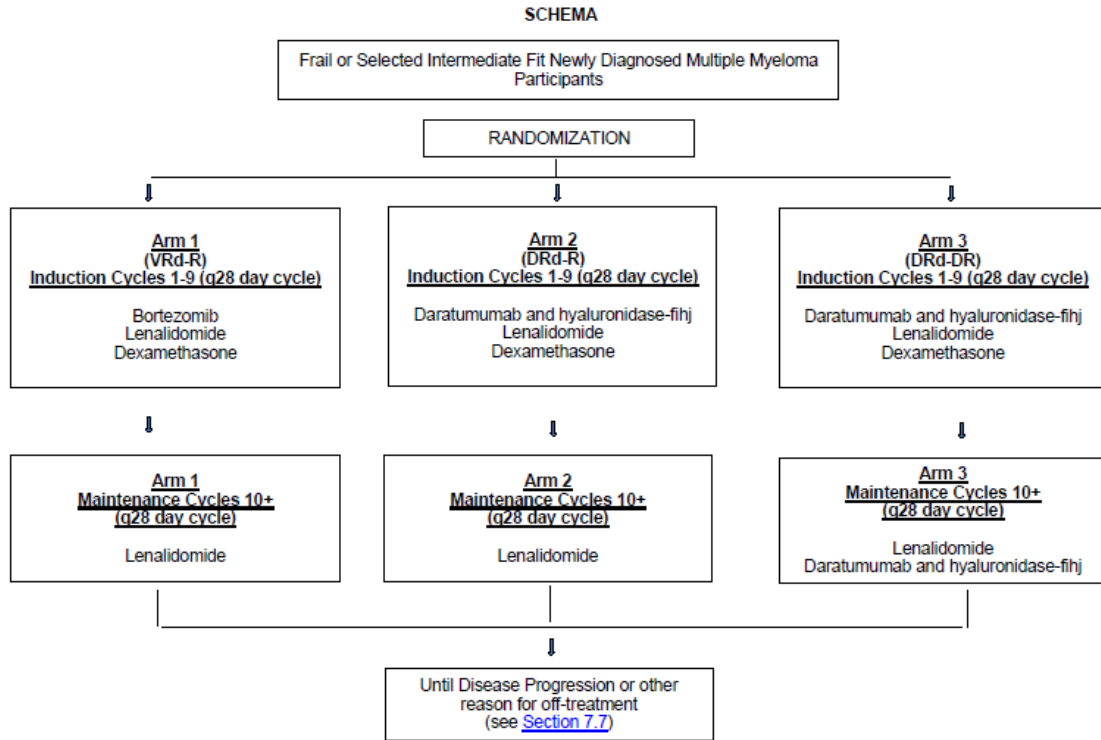 SCHEMA
Frail or Selected Intermediate Fit Newly Diagnosed Multiple Myeloma
Participants
RANDOMIZATION
Arm 1
(VRd-R)
Induction Cycles 1-9 (q28 day cycle)
Bortezomib
Lenalidomide
Dexamethasone
Arm 2
(DRd-R)
Induction Cycles 1-9 (q28 day cycle)
Daratumumab and hyaluronidase-fihj
Lenalidomide
Dexamethasone
Arm 3
(DRd-DR)
Induction Cycles 1-9 (q28 day cycle)
Daratumumab and hyaluronidase-fihj
Lenalidomide
Dexamethasone
Arm 1
Maintenance Cycles 10+
(q28 day cycle)
Lenalidomide
Arm 2
Maintenance Cycles 10+
(q28 day cycle)
Lenalidomide
Arm 3
Maintenance Cycles 10+
(q28 day cycle)
Lenalidomide
Daratumumab and hyaluronidase-fihj
Until Disease Progression or other
reason for off-treatment
(see Section 7.7)